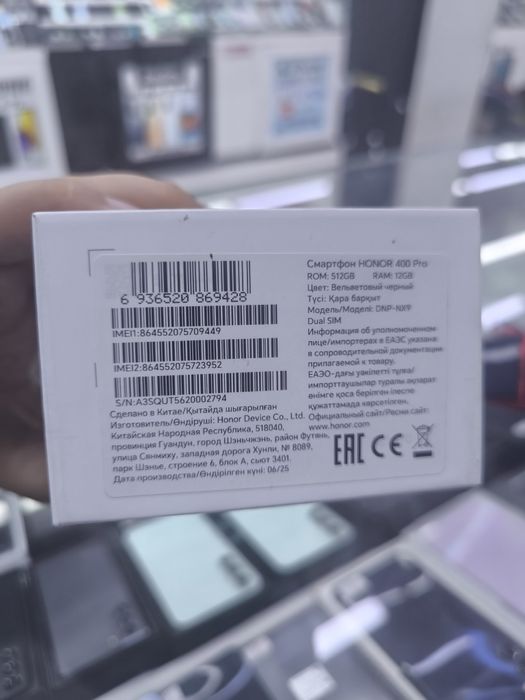 6 936520 869428
IMEI1:864552075709449
IMEI2:864552075723952
S/N:A3SQUT5620002794
Сделано в Китае/Қытайда шығарылған
Изготовитель/Өндіруші: Honor Device Co., Ltd.
Китайская Народная Республика, 518040,
провинция Гуандун, город Шэньчжэнь, район Футянь,
улица Сянмиху, западная дорога Хунли, № 8089,
парк Шэнье, строение 6, блок А, сьют 3401.
Дата производства/Өндірілген күні: 06/25
Смартфон HONOR 400 Pro
ROM: 512GB RAM: 12GB
Цвет: Вельветовый черный
Түсі: Қара барқыт
Модель/Моделі: DNP-NX9
Dual SIM
Информация об уполномоченном
лице/импортерах в ЕАЭС указана
в сопроводительной документации,
прилагаемой к товару.
ЕАЭО-дағы уәкілетті тұлға/
импорттаушылар туралы ақпарат
өнімге қоса берілген ілеспе
құжаттамада көрсетілген.
Официальный сайт/Ресми сайт:
www.honor.com
EAC CE